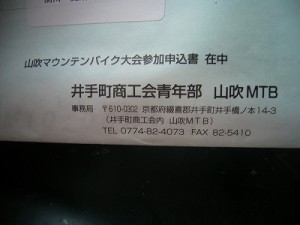 山吹マウンテンバイク大会参加申込書 在中
井手町商工会青年部 山吹MTB
事務局 〒610-0302 京都府綴喜郡井手町井手橋ノ本14-3
(井手町商工会内 山吹MTB)
TEL 0774-82-4073 FAX 82-5410